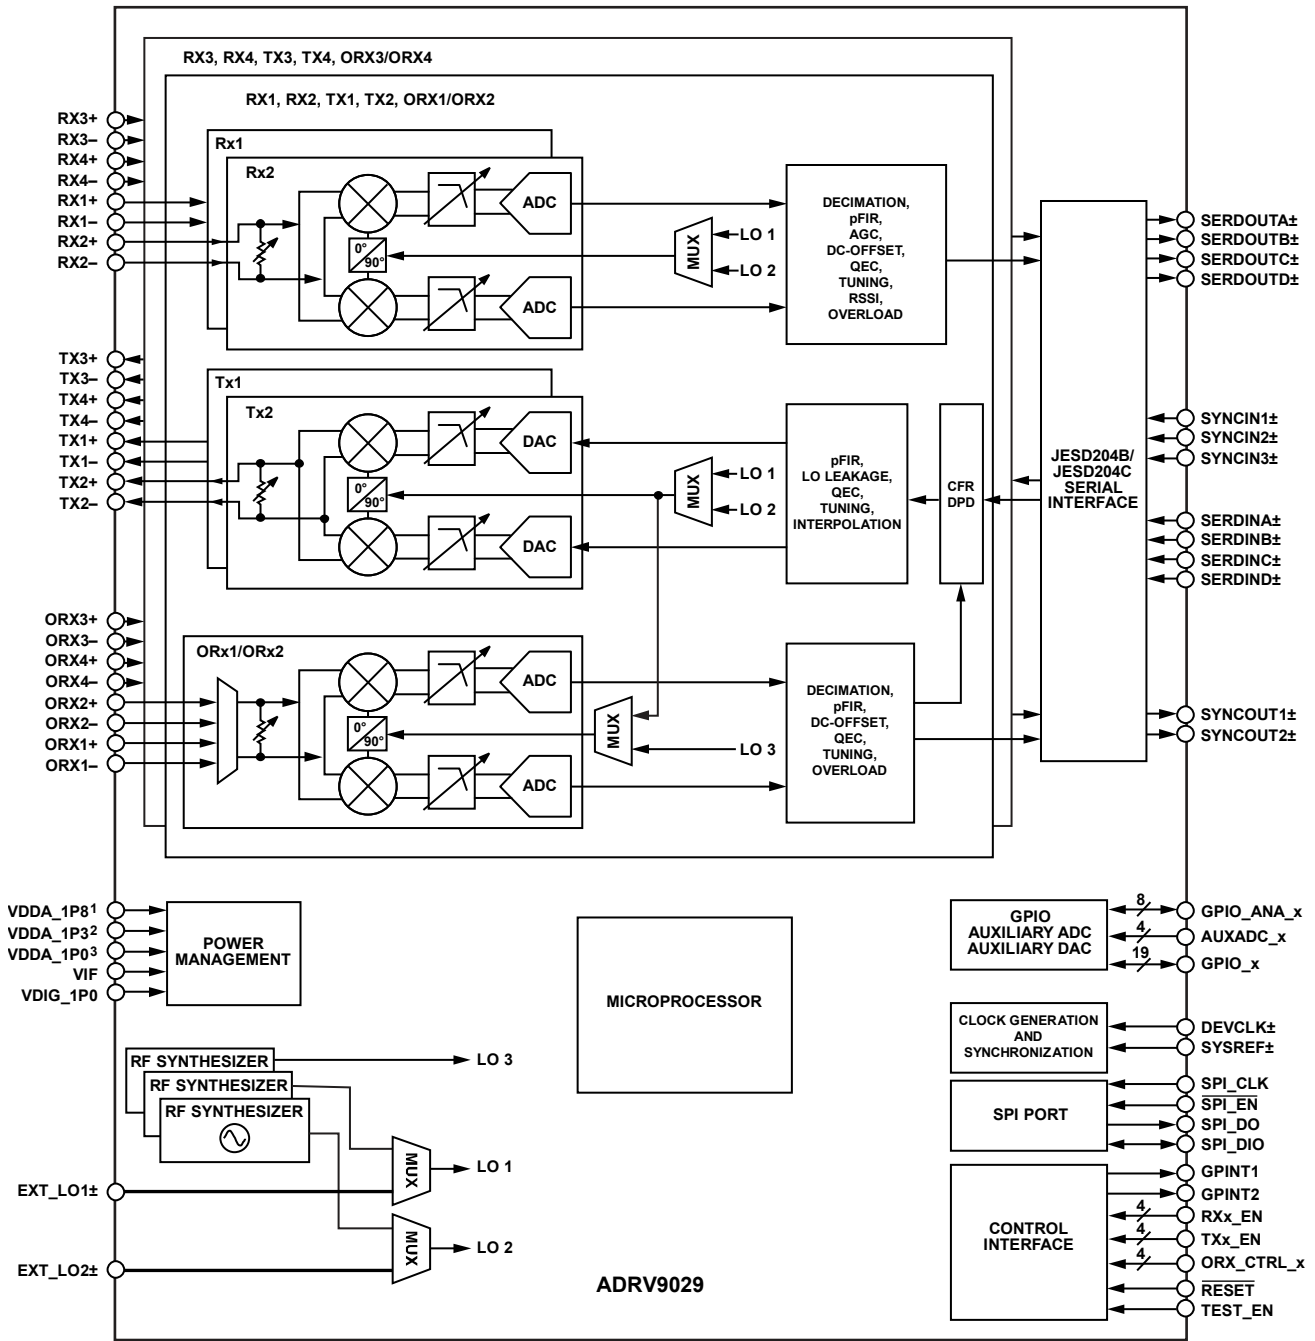 RX3, RX4, TX3, TX4, ORX3/ORX4
RX1, RX2, TX1, TX2, ORX1/ORX2
RX3+
RX3–
RX4+
RX4–
RX1+
RX1–
RX2+
RX2–
Rx1
Rx2
0°
90°
ADC
ADC
MUX
LO 1
LO 2
DECIMATION,
pFIR,
AGC,
DC-OFFSET,
QEC,
TUNING,
RSSI,
OVERLOAD
SERDOUTA±
SERDOUTB±
SERDOUTC±
SERDOUTD±
TX3+
TX3–
TX4+
TX4–
TX1+
TX1–
TX2+
TX2–
Tx1
Tx2
0°
90°
DAC
DAC
MUX
LO 1
LO 2
pFIR,
LO LEAKAGE,
QEC,
TUNING,
INTERPOLATION
CFR
DPD
JESD204B/
JESD204C
SERIAL
INTERFACE
SYNCIN1±
SYNCIN2±
SYNCIN3±
SERDINA±
SERDINB±
SERDINC±
SERDIND±
ORX3+
ORX3–
ORX4+
ORX4–
ORX2+
ORX2–
ORX1+
ORX1–
ORx1/ORx2
0°
90°
ADC
ADC
MUX
LO 3
DECIMATION,
pFIR,
DC-OFFSET,
QEC,
TUNING,
OVERLOAD
SYNCOUT1±
SYNCOUT2±
VDDA_1P81
VDDA_1P32
VDDA_1P03
VIF
VDIG_1P0
POWER
MANAGEMENT
MICROPROCESSOR
GPIO
AUXILIARY ADC
AUXILIARY DAC
8
4
19
GPIO_ANA_x
AUXADC_x
GPIO_x
CLOCK GENERATION
AND
SYNCHRONIZATION
DEVCLK±
SYSREF±
SPI PORT
SPI_CLK
SPI_EN
SPI_DO
SPI_DIO
RF SYNTHESIZER
RF SYNTHESIZER
RF SYNTHESIZER
LO 3
MUX
LO 1
MUX
LO 2
EXT_LO1±
EXT_LO2±
CONTROL
INTERFACE
4
4
4
GPINT1
GPINT2
RXx_EN
TXx_EN
ORX_CTRL_x
RESET
TEST_EN
ADRV9029